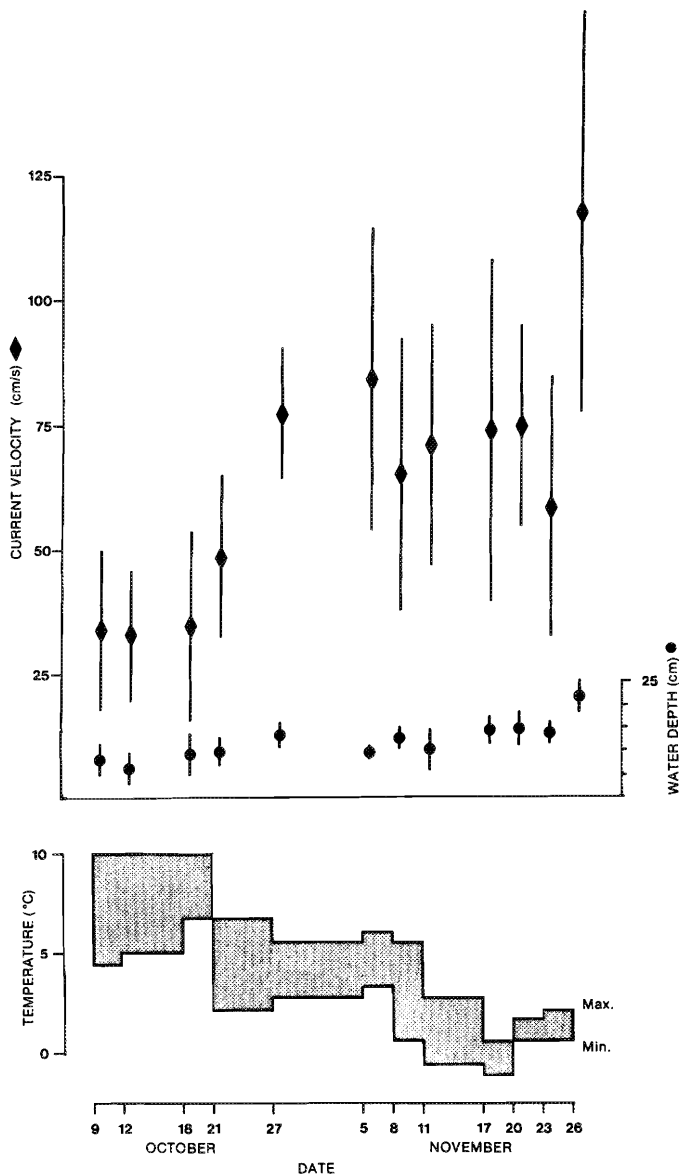 125
100
75
50
25
CURRENT VELOCITY (cm/s)
25
WATER DEPTH (cm)
10
5
0
TEMPERATURE (°C)
Max.
Min.
9 12 18 21 27 5 8 11 17 20 23 26
OCTOBER NOVEMBER
DATE